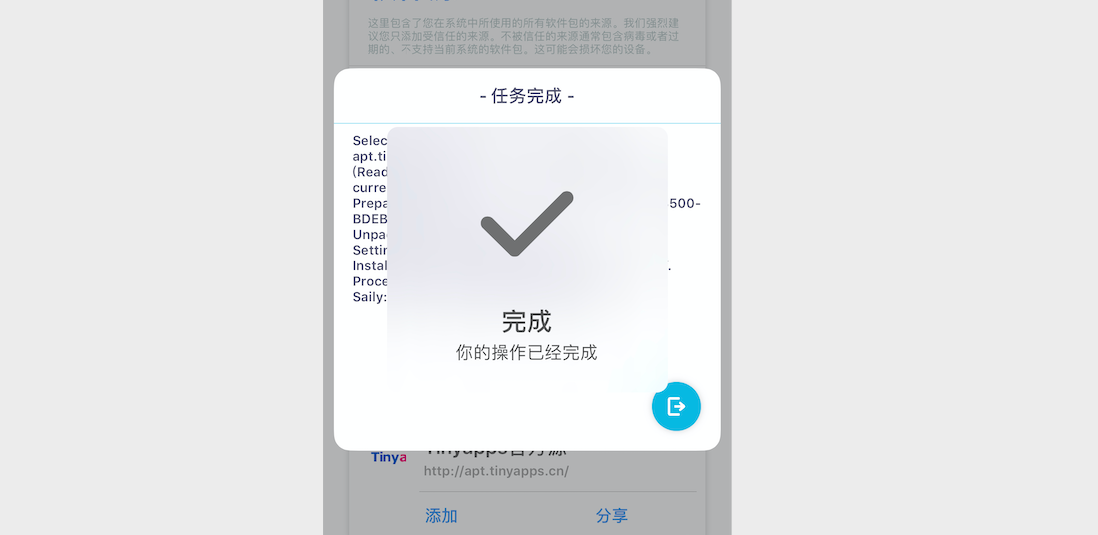 这里包含了您在系统中所使用的所有软件包的来源。我们强烈建
议您只添加受信任的来源。不被信任的来源通常包含病毒或者过
期的、不支持当前系统的软件包。这可能会损坏您的设备。
- 任务完成 -
Selec
apt.ti
(Read
curre
Prepa 500-
BDEB
Unpa
Settin
Instal .
Proce
Saily:
完成
你的操作已经完成
Tinya
Tinyapps官方源
http://apt.tinyapps.cn/
添加
分享